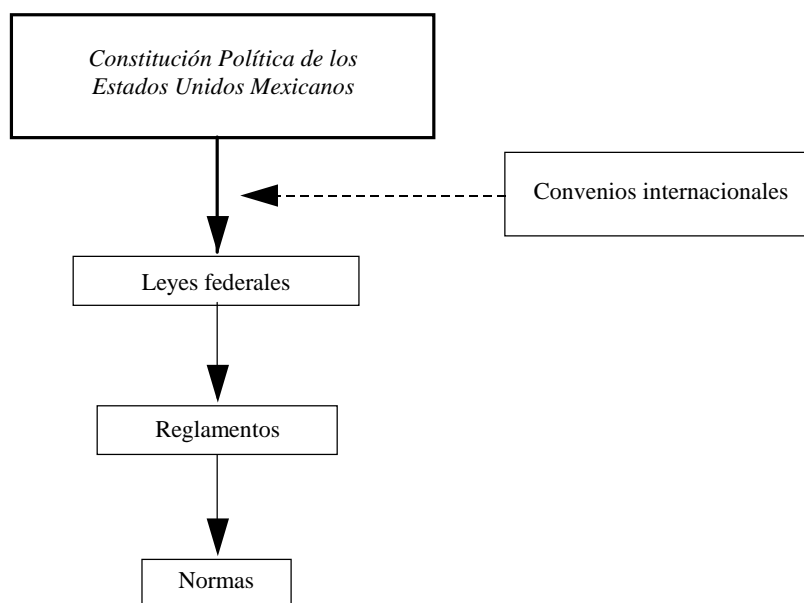 Constitución Política de los
Estados Unidos Mexicanos
Convenios internacionales
Leyes federales
Reglamentos
Normas